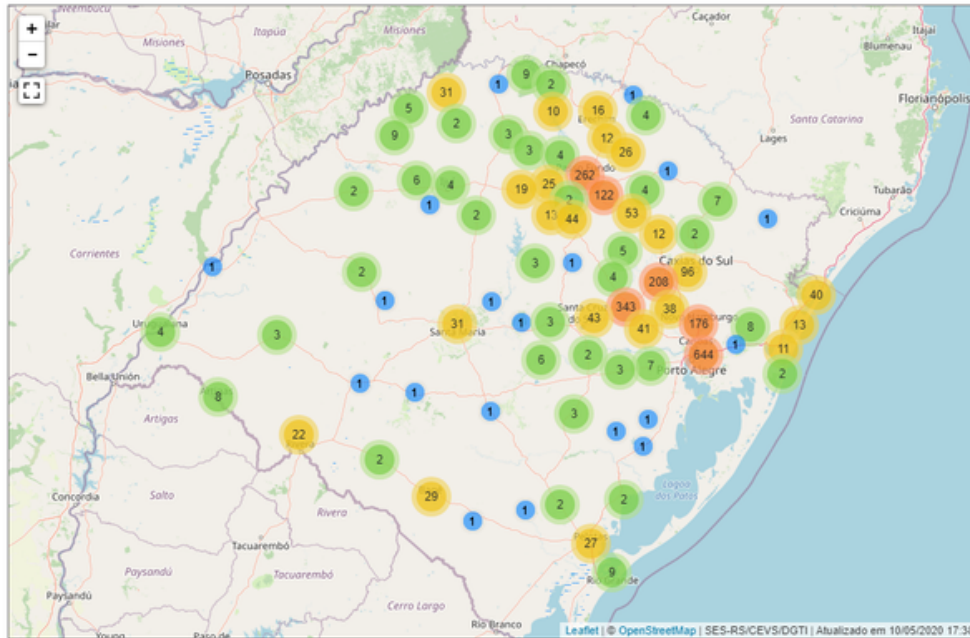 Neembucú
Itapúa
Misiones
Caçador
Itajaí
Blumenau
+
−
Misiones
Posadas
Chapecó
9
2
1
31
1
Florianópolis
5
10
16
4
Santa Catarina
2
12
Lages
9
3
26
3
4
262
1
6
4
19
25
122
4
Tubarão
2
7
1
2
13
44
53
1
Criciúma
12
2
Corrientes
5
3
1
Caxias do Sul
96
1
2
4
208
40
1
1
343
38
31
1
3
43
41
176
8
13
Santa Maria
4
3
1
11
6
2
644
3
7
Porto Alegre
2
Bella Unión
1
1
8
1
3
1
Artigas
1
22
1
2
Lagoa
dos Patos
Concordia
Salto
29
2
2
Rivera
1
1
Tacuarembó
27
Paysandú
Tacuarembó
9
Rio Grande
Paysandú
Cerro Largo
Río Branco
Leaflet | © OpenStreetMap | SES-RS/CEVS/DGTI | Atualizado em 10/05/2020 17:3